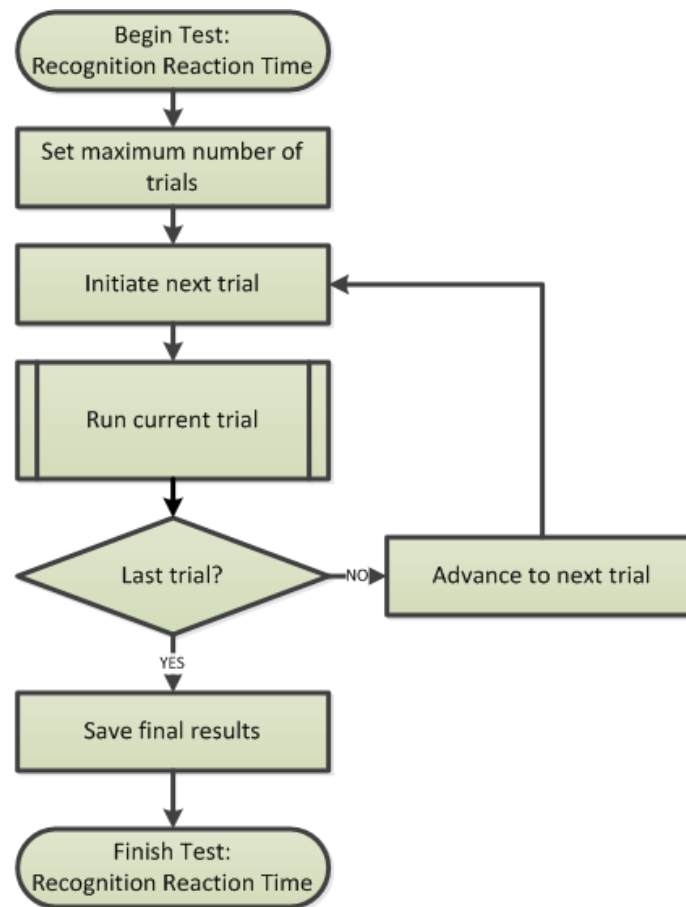 Begin Test:
Recognition Reaction Time
Set maximum number of
trials
Initiate next trial
Run current trial
Last trial?
NO
Advance to next trial
YES
Save final results
Finish Test:
Recognition Reaction Time